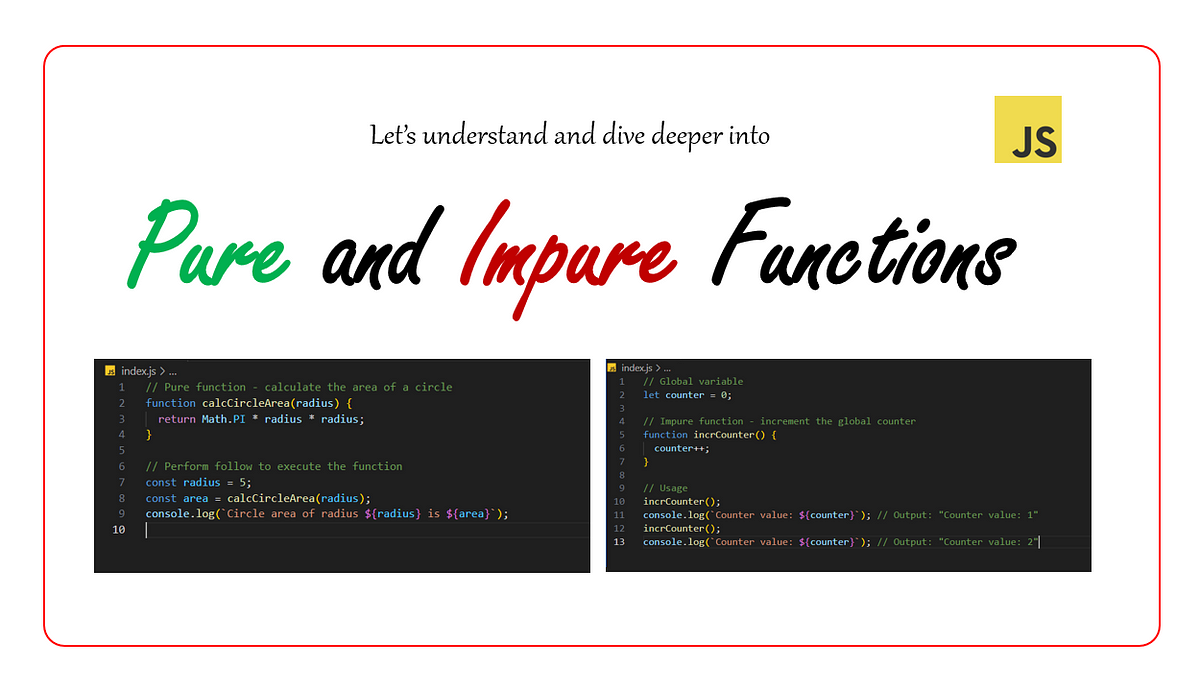 Let’s understand and dive deeper into
JS
Pure and Impure Functions
JS index.js > ...
1 // Pure function - calculate the area of a circle
2 function calcCircleArea(radius) {
3   return Math.PI * radius * radius;
4 }
5
6 // Perform follow to execute the function
7 const radius = 5;
8 const area = calcCircleArea(radius);
9 console.log(`Circle area of radius ${radius} is ${area}`);
10
JS index.js > ...
1 // Global variable
2 let counter = 0;
3
4 // Impure function - increment the global counter
5 function incrCounter() {
6   counter++;
7 }
8
9 // Usage
10 incrCounter();
11 console.log(`Counter value: ${counter}`); // Output: "Counter value: 1"
12 incrCounter();
13 console.log(`Counter value: ${counter}`); // Output: "Counter value: 2"